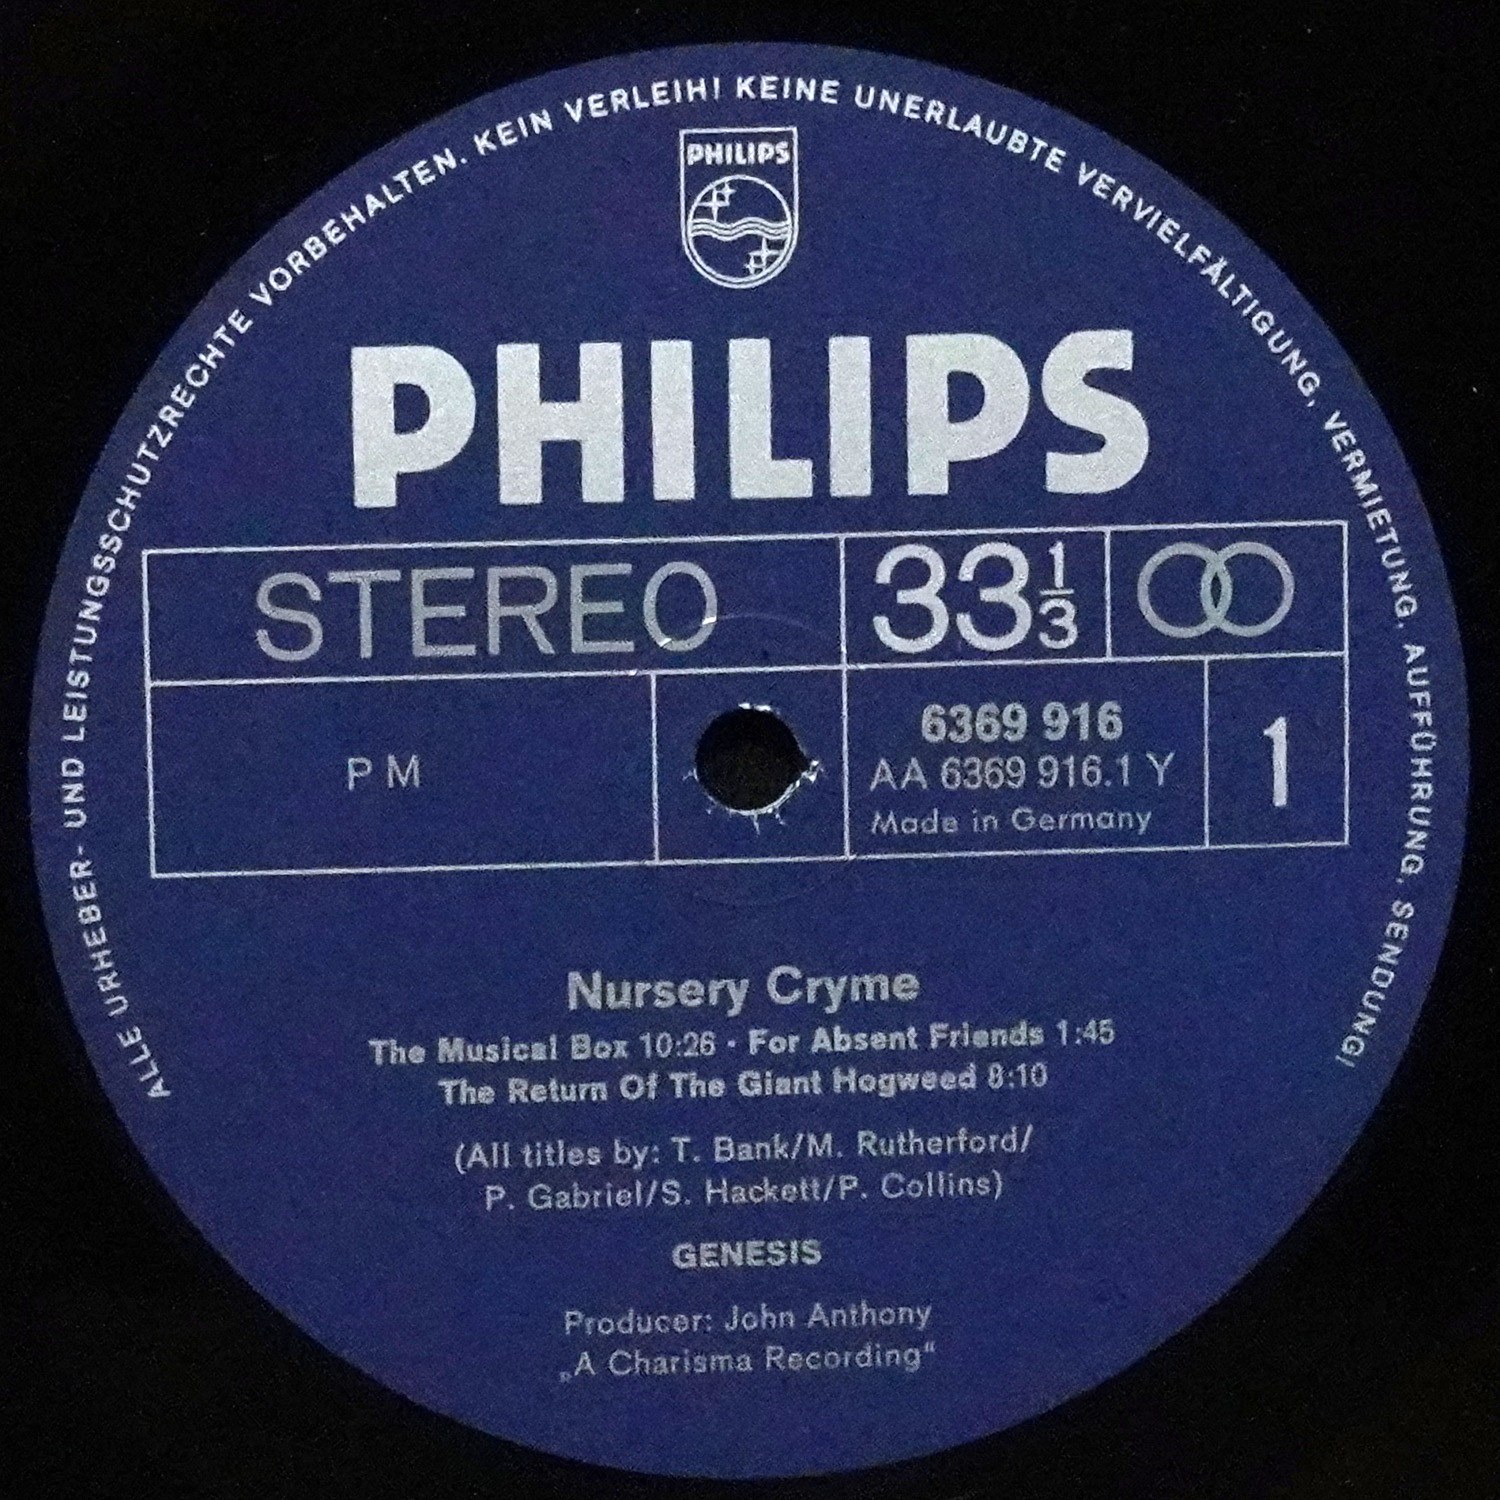 ALLE URHEBER- UND LEISTUNGSSCHUTZRECHTE VORBEHALTEN. KEIN VERLEIH! KEINE UNERLAUBTE VERVIELFÄLTIGUNG, VERMIETUNG, AUFFÜHRUNG, SENDUNG!
PHILIPS
PHILIPS
STEREO 33 1/3
PM
6369 916
AA 6369 916.1 Y
Made in Germany
1
Nursery Cryme
The Musical Box 10:26 · For Absent Friends 1:45
The Return Of The Giant Hogweed 8:10
(All titles by: T. Bank/M. Rutherford/
P. Gabriel/S. Hackett/P. Collins)
GENESIS
Producer: John Anthony
„A Charisma Recording“